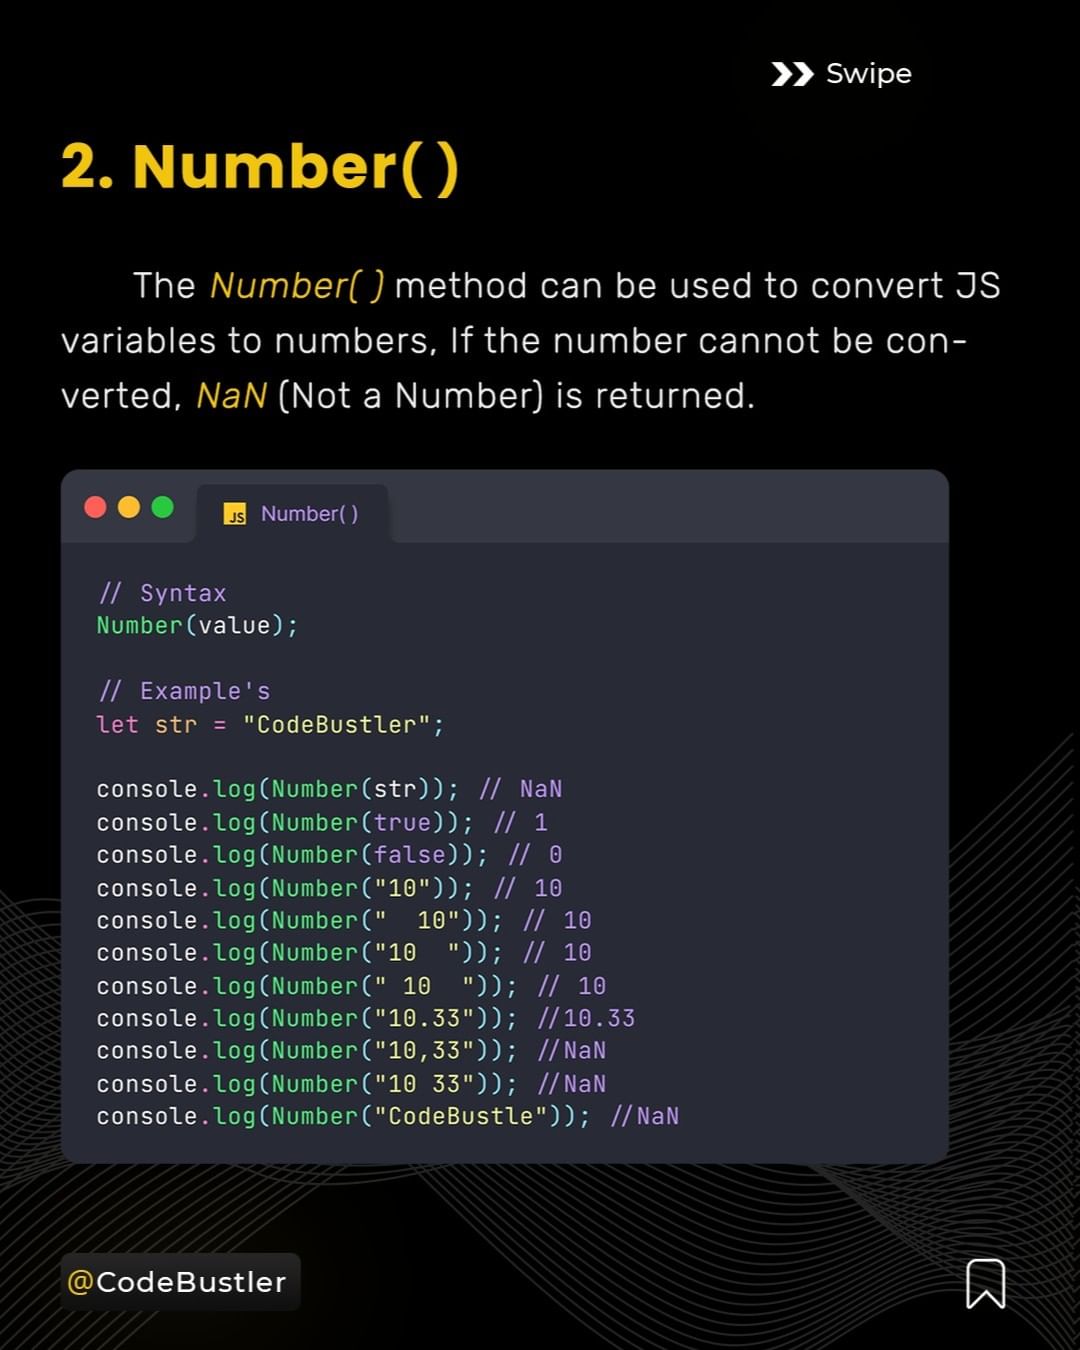 Swipe
2. Number( )
The Number( ) method can be used to convert JS
variables to numbers, If the number cannot be con-
verted, NaN (Not a Number) is returned.
JS Number( )
// Syntax
Number(value);
// Example's
let str = "CodeBustler";
console.log(Number(str)); // NaN
console.log(Number(true)); // 1
console.log(Number(false)); // 0
console.log(Number("10")); // 10
console.log(Number("  10")); // 10
console.log(Number("10  ")); // 10
console.log(Number(" 10  ")); // 10
console.log(Number("10.33")); //10.33
console.log(Number("10,33")); //NaN
console.log(Number("10 33")); //NaN
console.log(Number("CodeBustle")); //NaN
@CodeBustler